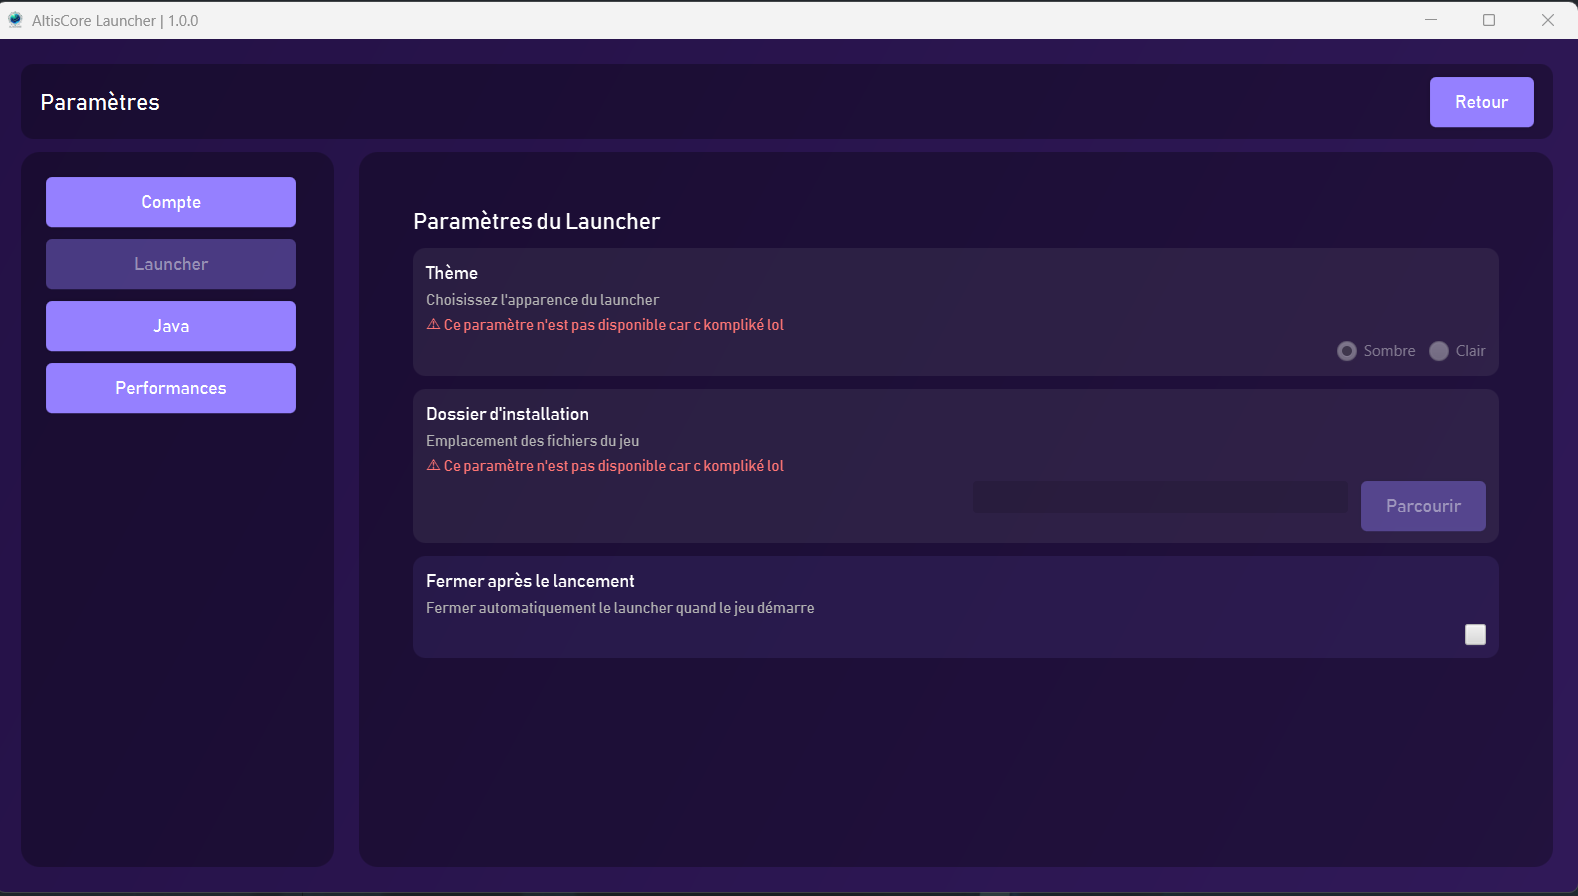 AltisCore Launcher | 1.0.0
Paramètres
Retour
Compte
Launcher
Java
Performances
Paramètres du Launcher
Thème
Choisissez l'apparence du launcher
⚠ Ce paramètre n'est pas disponible car c kompliké lol
Sombre Clair
Dossier d'installation
Emplacement des fichiers du jeu
⚠ Ce paramètre n'est pas disponible car c kompliké lol
Parcourir
Fermer après le lancement
Fermer automatiquement le launcher quand le jeu démarre